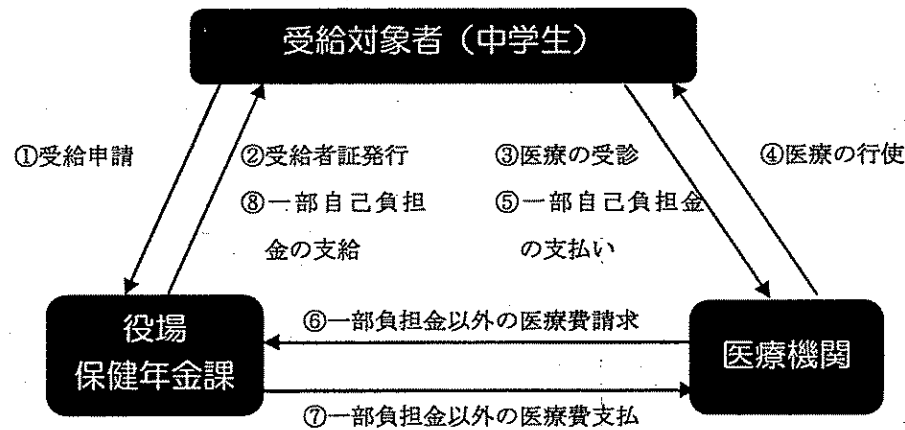 受給対象者（中学生）
①受給申請
②受給者証発行
⑧一部自己負担
金の支給
③医療の受診
⑤一部自己負担金
の支払い
④医療の行使
役場
保健年金課
⑥一部負担金以外の医療費請求
⑦一部負担金以外の医療費支払
医療機関